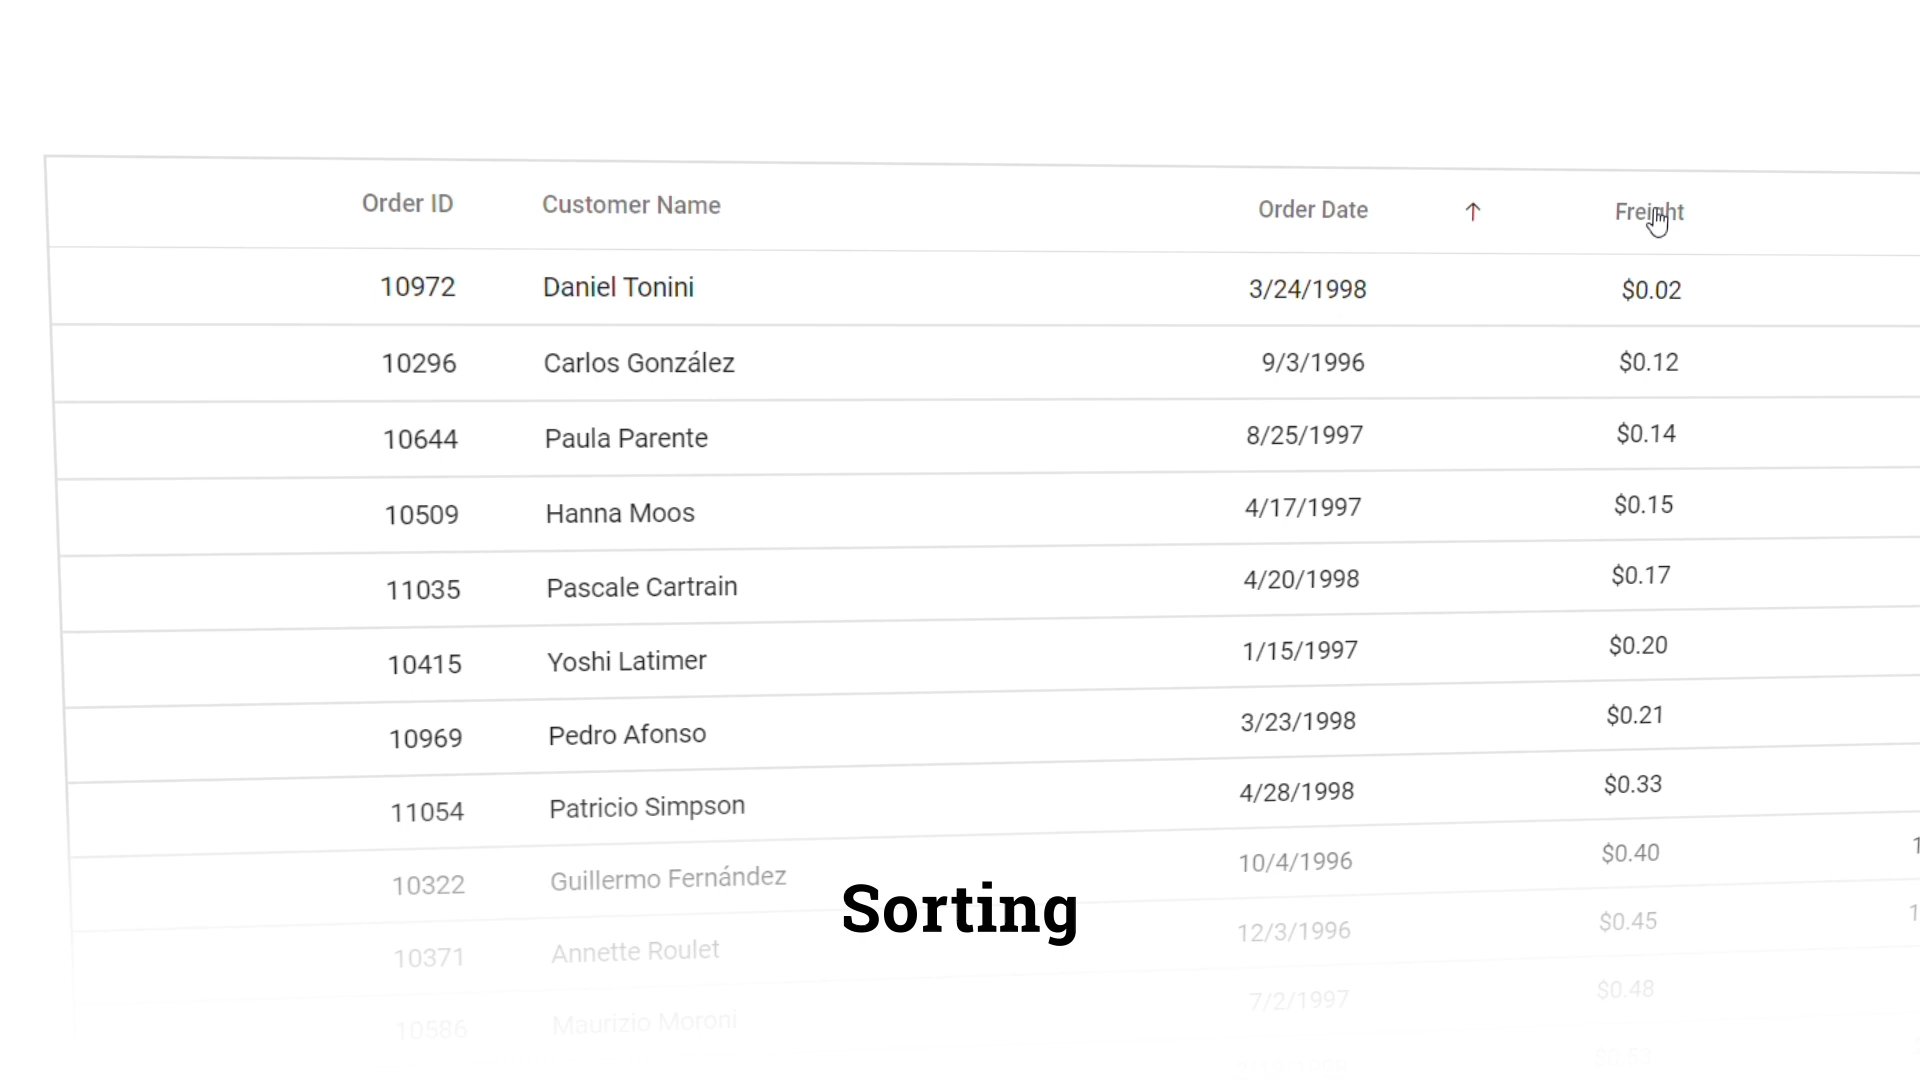 Order ID Customer Name Order Date ↑ Freight
10972 Daniel Tonini 3/24/1998 $0.02
10296 Carlos González 9/3/1996 $0.12
10644 Paula Parente 8/25/1997 $0.14
10509 Hanna Moos 4/17/1997 $0.15
11035 Pascale Cartrain 4/20/1998 $0.17
10415 Yoshi Latimer 1/15/1997 $0.20
10969 Pedro Afonso 3/23/1998 $0.21
11054 Patricio Simpson 4/28/1998 $0.33
10322 Guillermo Fernández 10/4/1996 $0.40
Sorting
10371 Annette Roulet 12/3/1996 $0.45
10586 Maurizio Moroni 7/2/1997 $0.48
$0.53